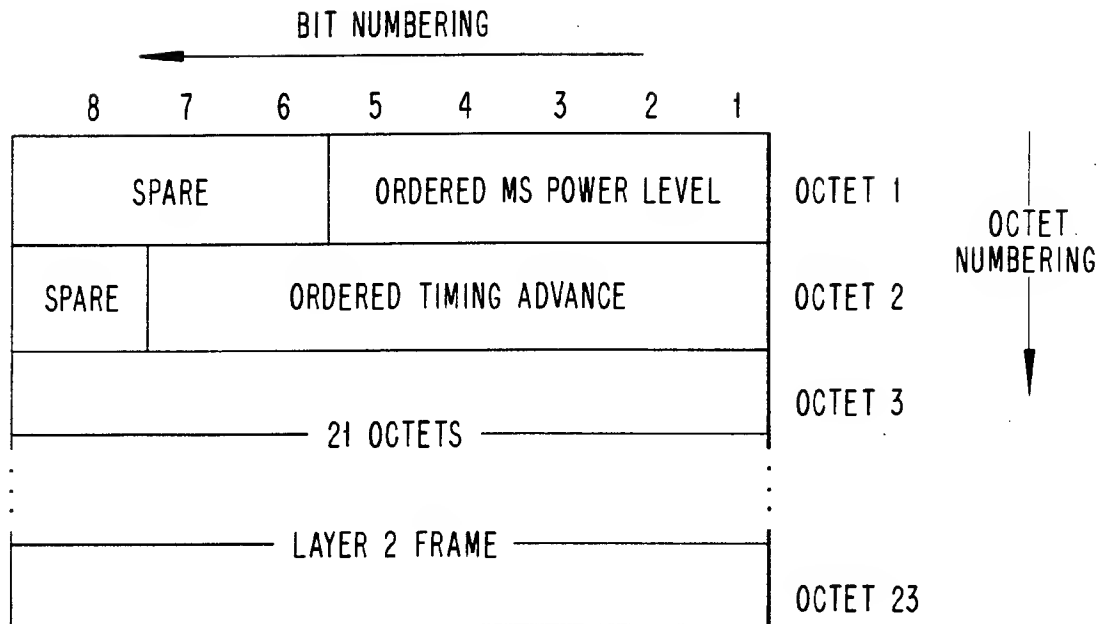 BIT NUMBERING
8 7 6 5 4 3 2 1
SPARE ORDERED MS POWER LEVEL OCTET 1
SPARE ORDERED TIMING ADVANCE OCTET 2
OCTET
NUMBERING
OCTET 3
21 OCTETS
LAYER 2 FRAME
OCTET 23